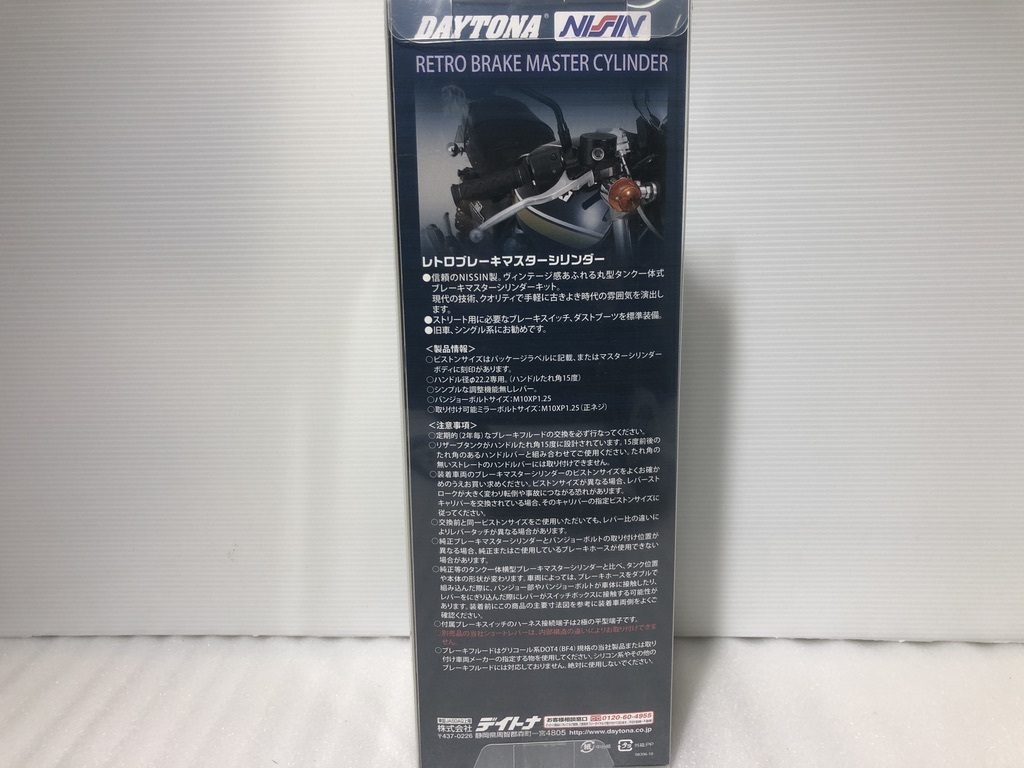 DAYTONA® NISSIN
RETRO BRAKE MASTER CYLINDER
レトロブレーキマスターシリンダー
●信頼のNISSIN製。ヴィンテージ感あふれる丸型タンク一体式
ブレーキマスターシリンダーキット。
現代の技術、クオリティで手軽に古きよき時代の雰囲気を演出し
ます。
●ストリート用に必要なブレーキスイッチ、ダストブーツを標準装備。
●旧車、シングル系にお勧めです。
<製品情報>
○ピストンサイズはパッケージラベルに記載、またはマスターシリンダー
ボディに刻印があります。
○ハンドル径φ22.2専用。(ハンドルたれ角15度)
○シンプルな調整機能無しレバー。
○バンジョーボルトサイズ:M10XP1.25
○取り付け可能ミラーボルトサイズ:M10XP1.25(正ネジ)
<注意事項>
○定期的(2年毎)なブレーキフルードの交換を必ず行なってください。
○リザーブタンクがハンドルたれ角15度に設計されています。15度前後の
たれ角のあるハンドルバーと組み合わせてご使用ください。たれ角の
無いストレートのハンドルバーには取り付けできません。
○装着車両のブレーキマスターシリンダーのピストンサイズをよくお確か
めのうえお買い求めください。ピストンサイズが異なる場合、レバースト
ロークが大きく変わり転倒や事故につながる恐れがあります。
キャリパーを交換されている場合、そのキャリパーの指定ピストンサイズに
従ってください。
○交換前と同一ピストンサイズをご使用いただいても、レバー比の違いに
よりレバータッチが異なる場合があります。
○純正ブレーキマスターシリンダーとバンジョーボルトの取り付け位置が
異なる場合、純正またはご使用しているブレーキホースが使用できない
場合があります。
○純正等のタンク一体横型ブレーキマスターシリンダーと比べ、タンク位置
や本体の形状が変わります。車両によっては、ブレーキホースをダブルで
組み込んだ際に、バンジョー部やバンジョーボルトが車体に接触したり、
レバーをにぎり込んだ際にレバーがスイッチボックスに接触する可能性が
あります。装着前にこの商品の主要寸法図を参考に装着車両側をよくご
確認ください。
○付属ブレーキスイッチのハーネス接続端子は2極の平型端子です。
別売品の当社ショートレバーは、内部構造の違いによりお取り付けできま
せん。
○ブレーキフルードはグリコール系DOT4(BF4)規格の当社製品または取り
付け車両メーカーの指定する物を使用してください。シリコン系やその他の
ブレーキフルードには対応しておりません。絶対に使用しないでください。
株式会社 デイトナ お客様相談窓口 0120-60-4955
〒437-0226 静岡県周智郡森町一宮4805 http://www.daytona.co.jp